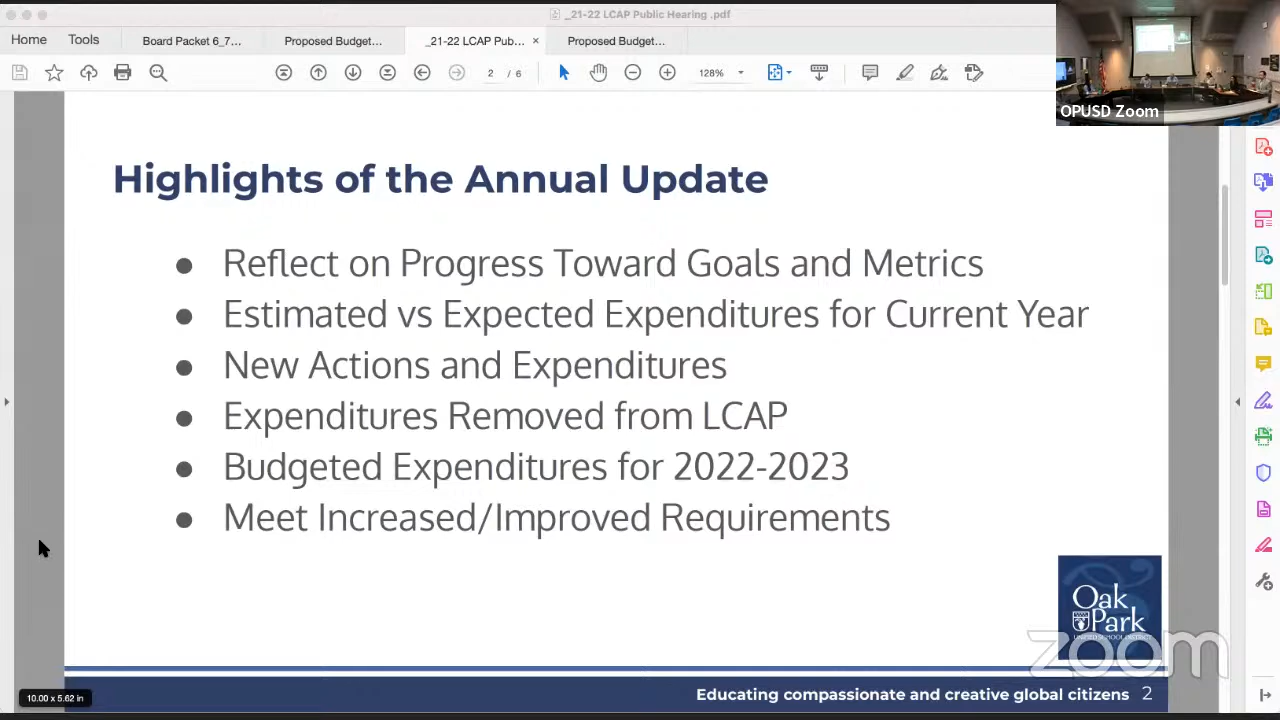 _21-22 LCAP Public Hearing .pdf
Home
Tools
Board Packet 6_7...
Proposed Budget...
_21-22 LCAP Pub...
×
Proposed Budget...
2 / 6
128%
OPUSD Zoom
Highlights of the Annual Update
● Reflect on Progress Toward Goals and Metrics
● Estimated vs Expected Expenditures for Current Year
● New Actions and Expenditures
● Expenditures Removed from LCAP
● Budgeted Expenditures for 2022-2023
● Meet Increased/Improved Requirements
Oak
Park
UNIFIED SCHOOL DISTRICT
zoom
10.00 x 5.62 in
Educating compassionate and creative global citizens 2